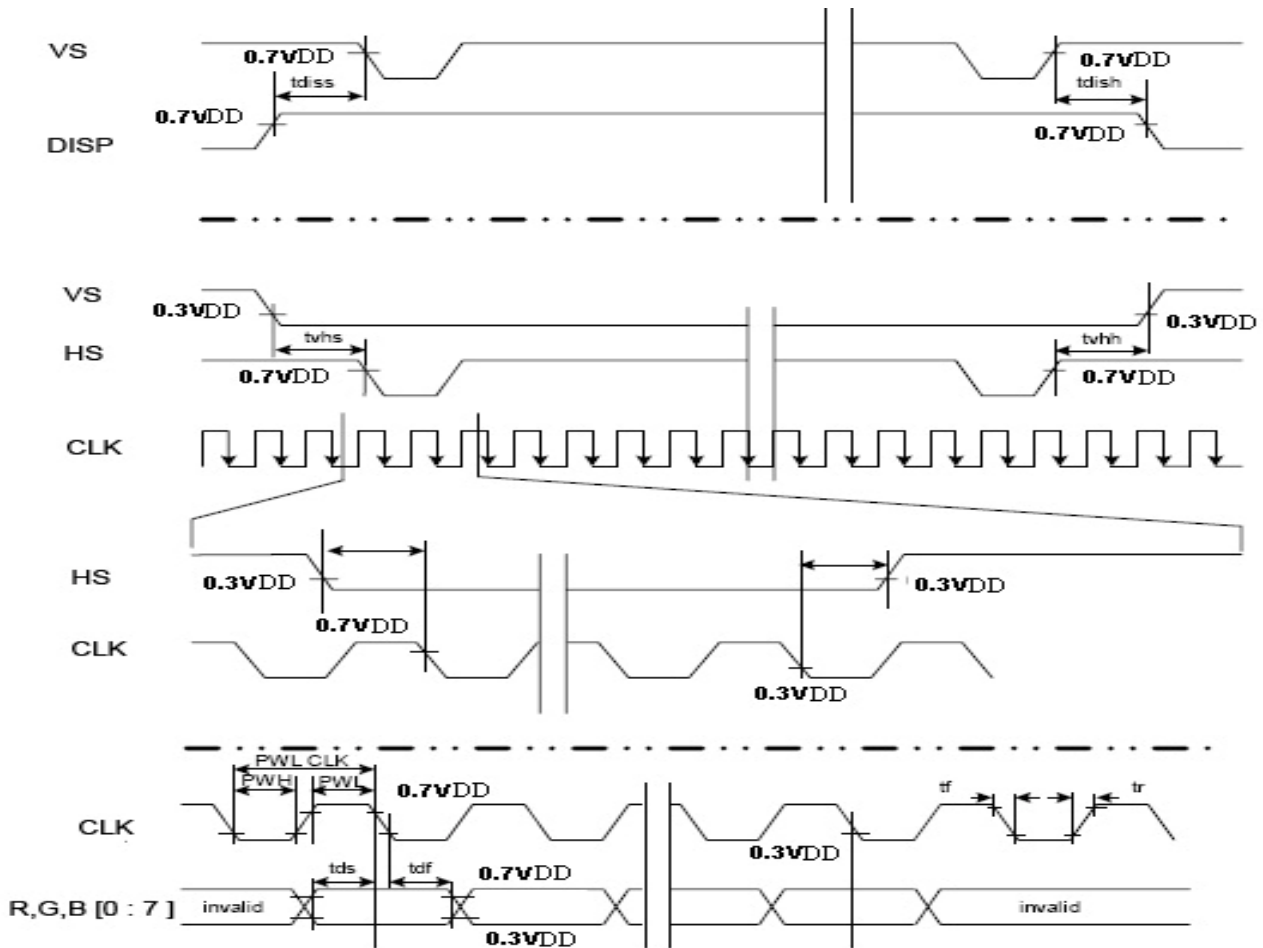 VS
0.7VDD
0.7VDD
tdiss
tdish
0.7VDD
0.7VDD
DISP
VS
0.3VDD
0.3VDD
HS
tvhs
tvhh
0.7VDD
0.7VDD
CLK
HS
0.3VDD
0.3VDD
0.7VDD
CLK
0.3VDD
PWL CLK
PWH
PWL
0.7VDD
tf
tr
CLK
0.3VDD
tds
tdf
0.7VDD
R,G,B [0 : 7 ]
invalid
invalid
0.3VDD